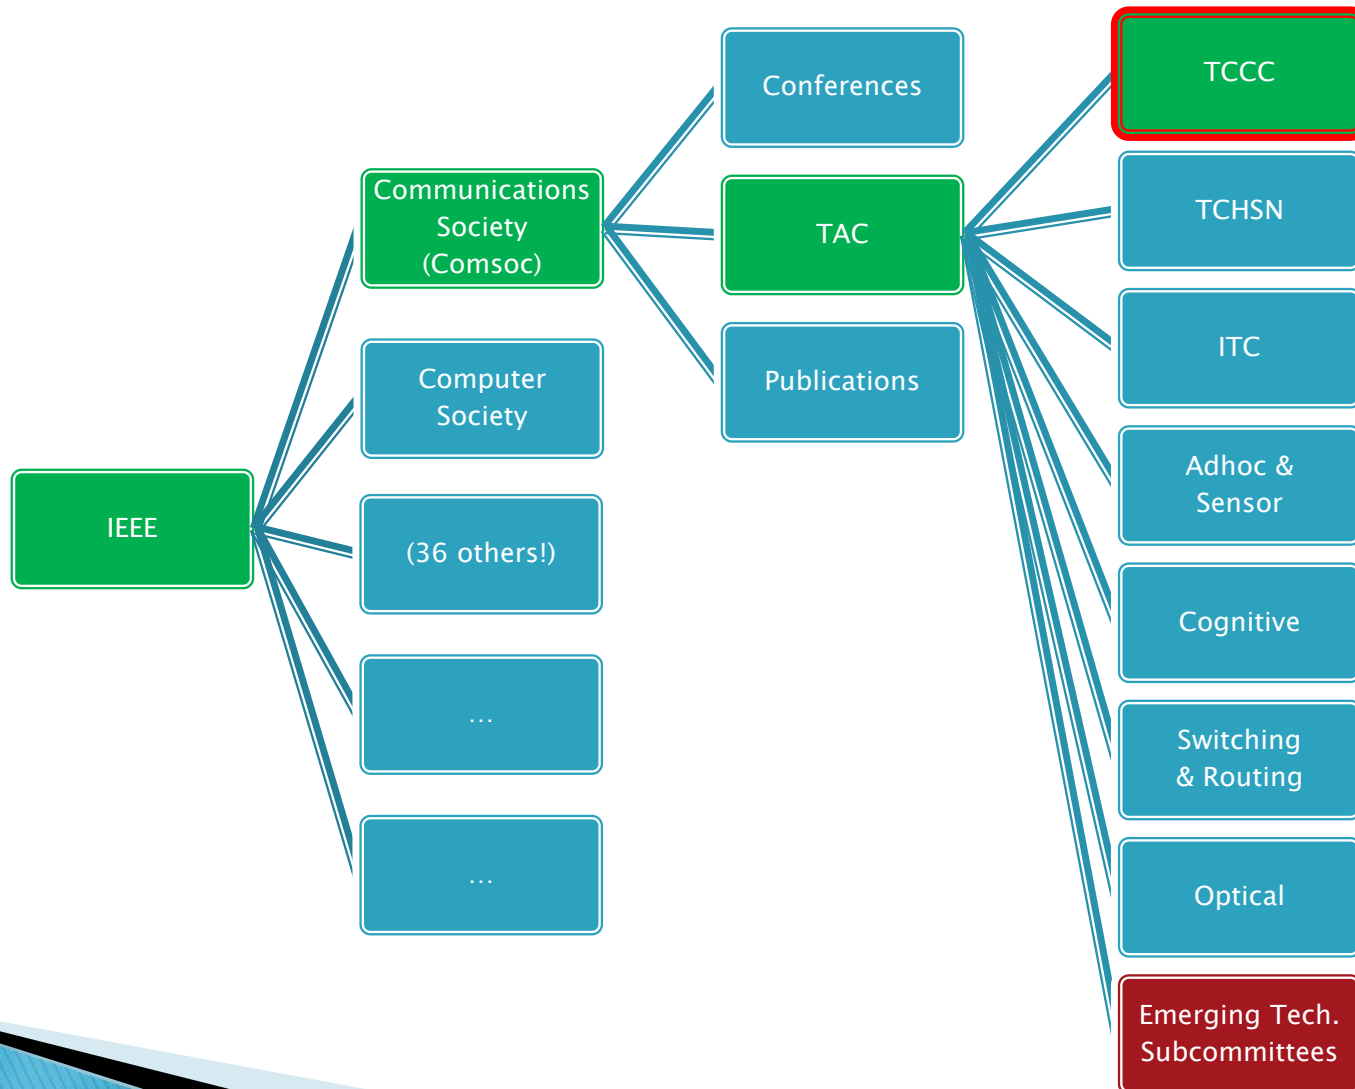 IEEE
Communications
Society
(Comsoc)
Computer
Society
(36 others!)
...
...
Conferences
TAC
Publications
TCCC
TCHSN
ITC
Adhoc &
Sensor
Cognitive
Switching
& Routing
Optical
Emerging Tech.
Subcommittees